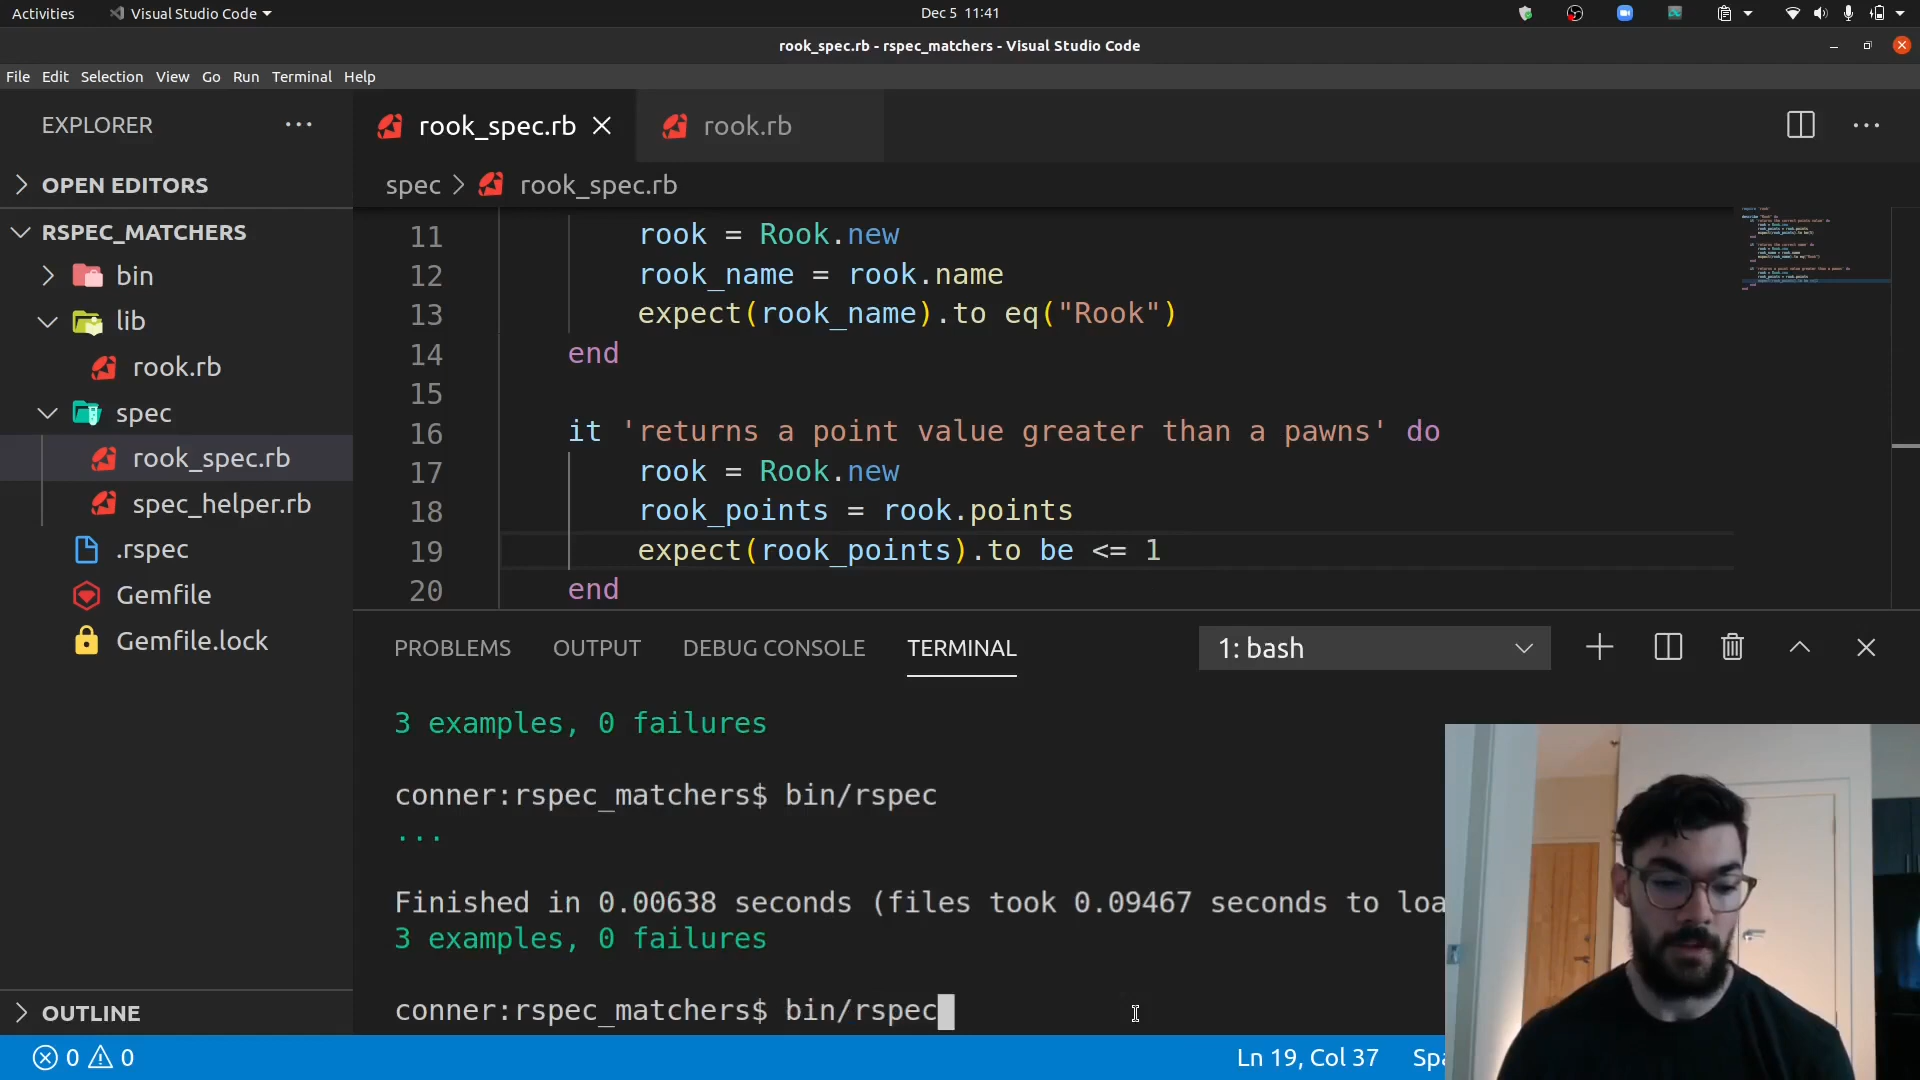 Activities Visual Studio Code Dec 5 11:41
rook_spec.rb - rspec_matchers - Visual Studio Code
File Edit Selection View Go Run Terminal Help
EXPLORER
OPEN EDITORS
RSPEC_MATCHERS
bin
lib
rook.rb
spec
rook_spec.rb
spec_helper.rb
.rspec
Gemfile
Gemfile.lock
OUTLINE
rook_spec.rb rook.rb
spec > rook_spec.rb
11 rook = Rook.new
12 rook_name = rook.name
13 expect(rook_name).to eq("Rook")
14 end
15
16 it 'returns a point value greater than a pawns' do
17 rook = Rook.new
18 rook_points = rook.points
19 expect(rook_points).to be <= 1
20 end
PROBLEMS OUTPUT DEBUG CONSOLE TERMINAL 1: bash
3 examples, 0 failures
conner:rspec_matchers$ bin/rspec
...
Finished in 0.00638 seconds (files took 0.09467 seconds to loa
3 examples, 0 failures
conner:rspec_matchers$ bin/rspec
0 0 Ln 19, Col 37 Spa